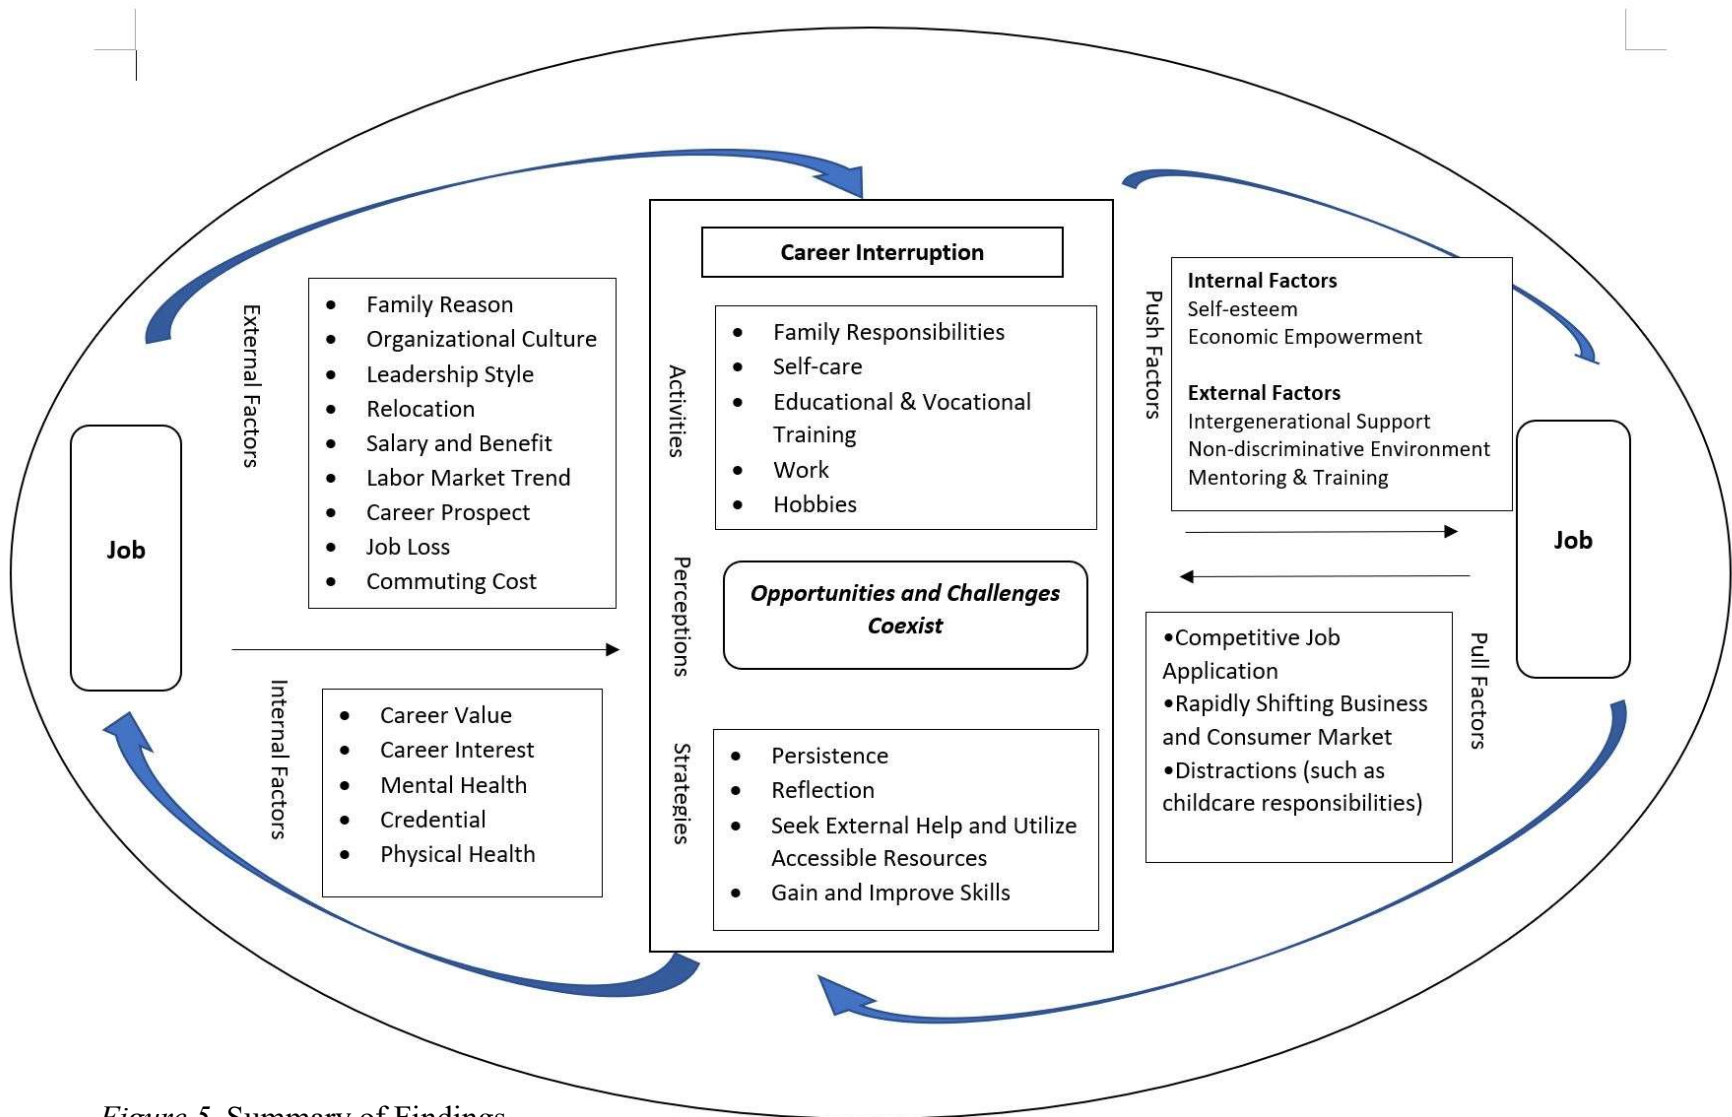 Career Interruption
External Factors
• Family Reason
• Organizational Culture
• Leadership Style
• Relocation
• Salary and Benefit
• Labor Market Trend
• Career Prospect
• Job Loss
• Commuting Cost
Job
Internal Factors
• Career Value
• Career Interest
• Mental Health
• Credential
• Physical Health
Activities
• Family Responsibilities
• Self-care
• Educational & Vocational
Training
• Work
• Hobbies
Perceptions
Opportunities and Challenges
Coexist
Strategies
• Persistence
• Reflection
• Seek External Help and Utilize
Accessible Resources
• Gain and Improve Skills
Push Factors
Internal Factors
Self-esteem
Economic Empowerment
External Factors
Intergenerational Support
Non-discriminative Environment
Mentoring & Training
Job
Pull Factors
•Competitive Job
Application
•Rapidly Shifting Business
and Consumer Market
•Distractions (such as
childcare responsibilities)
Figure 5. Summary of Findings